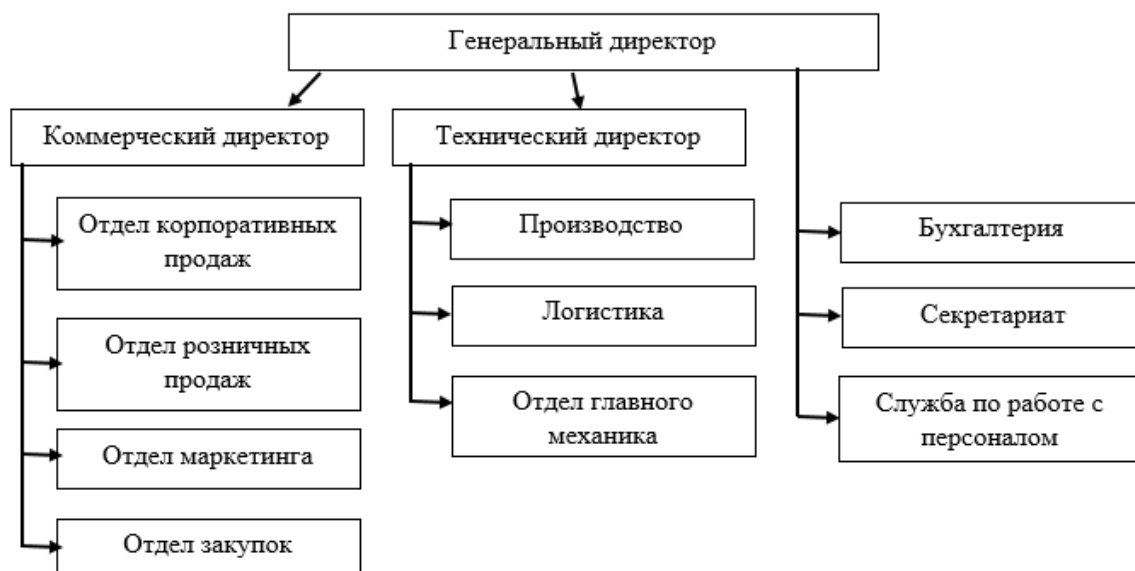 Генеральный директор
Коммерческий директор
Технический директор
Отдел корпоративных
продаж
Отдел розничных
продаж
Отдел маркетинга
Отдел закупок
Производство
Логистика
Отдел главного
механика
Бухгалтерия
Секретариат
Служба по работе с
персоналом